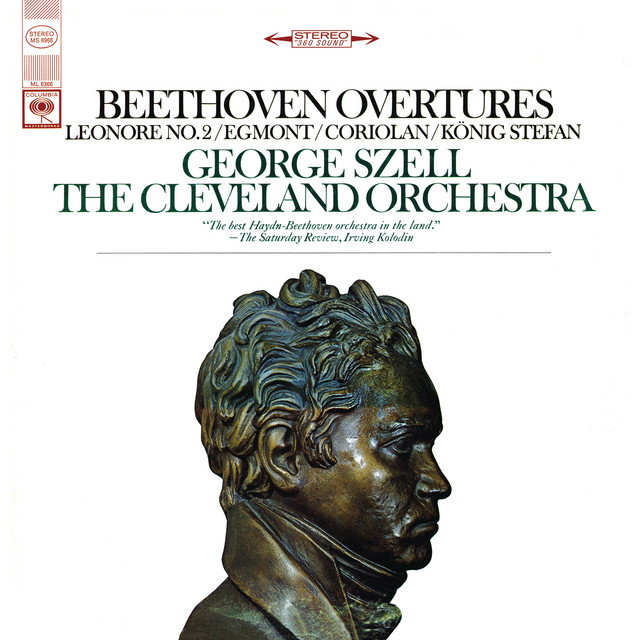 STEREO
MS 6966
ML 6366
COLUMBIA
MASTERWORKS
STEREO
"360 SOUND"
BEETHOVEN OVERTURES
LEONORE NO. 2/EGMONT/CORIOLAN/KÖNIG STEFAN
GEORGE SZELL
THE CLEVELAND ORCHESTRA
“The best Haydn-Beethoven orchestra in the land.”
—The Saturday Review, Irving Kolodin